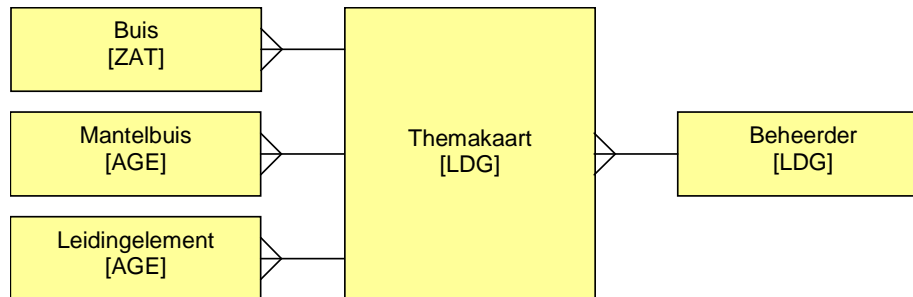 Buis
[ZAT]
Mantelbuis
[AGE]
Leidingelement
[AGE]
Themakaart
[LDG]
Beheerder
[LDG]